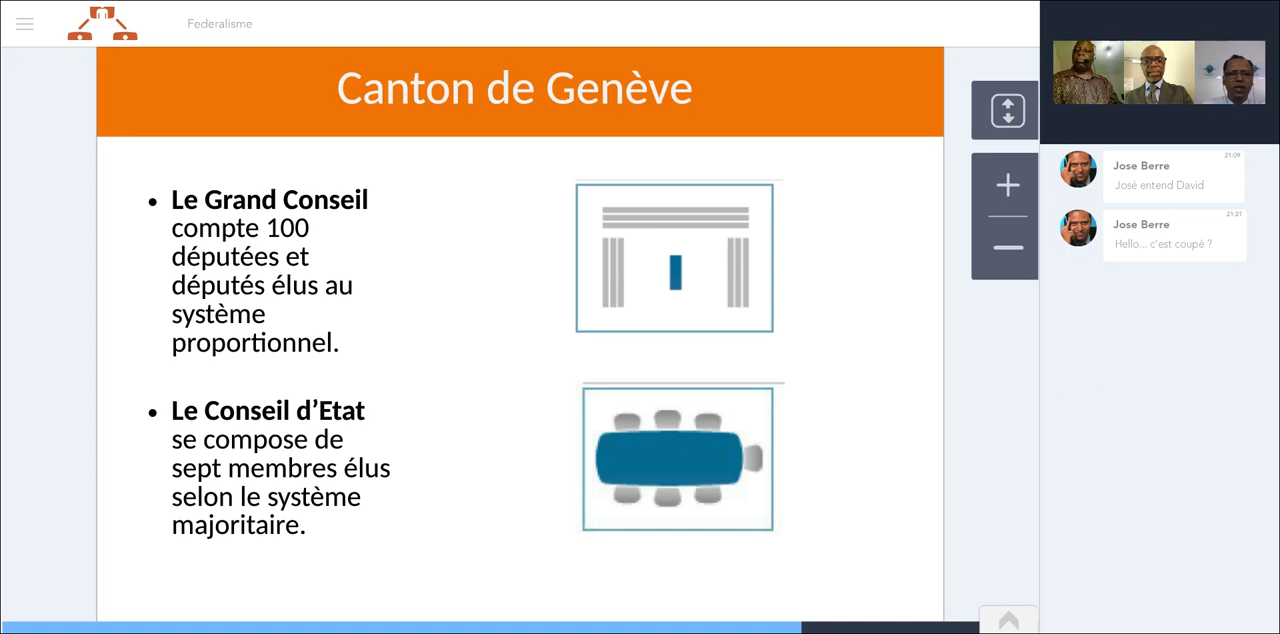 Federalisme
Canton de Genève
• Le Grand Conseil
compte 100
députées et
députés élus au
système
proportionnel.
• Le Conseil d’Etat
se compose de
sept membres élus
selon le système
majoritaire.
21:09
Jose Berre
José entend David
21:21
Jose Berre
Hello... c'est coupé ?